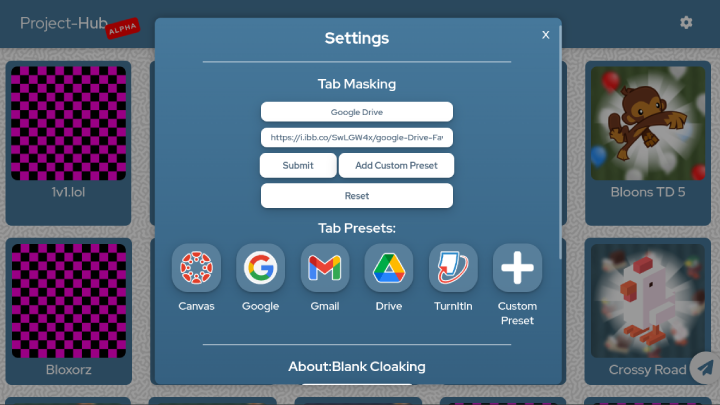 Project-Hub
ALPHA
Settings
X
Tab Masking
Google Drive
https://i.ibb.co/SwLGW4x/google-Drive-Fav
Submit
Add Custom Preset
Reset
Tab Presets:
Canvas
Google
Gmail
Drive
TurnItIn
Custom
Preset
About:Blank Cloaking
1v1.lol
Bloons TD 5
Bloxorz
Crossy Road